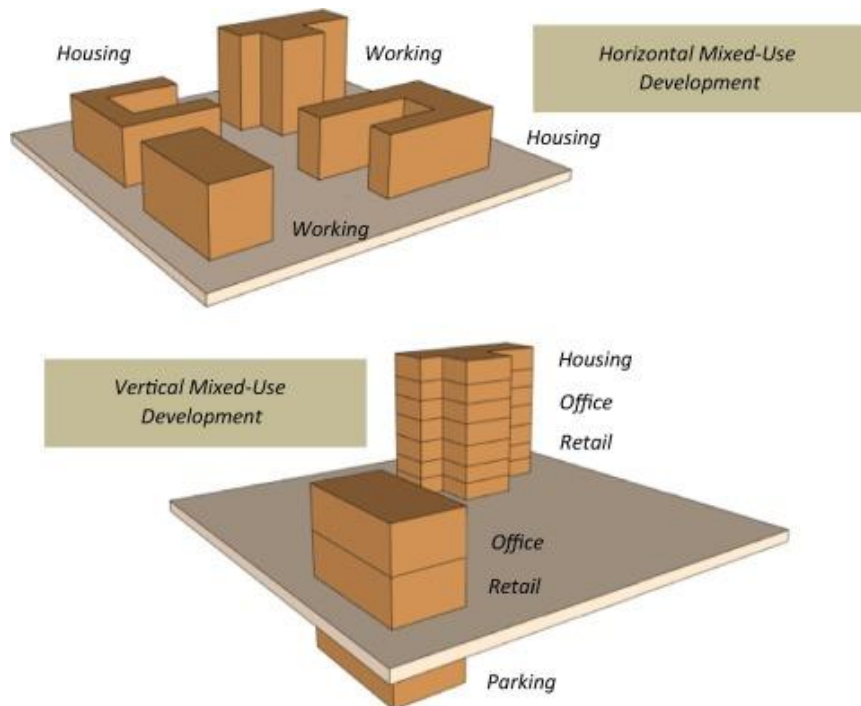 Housing
Working
Horizontal Mixed-Use
Development
Housing
Working
Vertical Mixed-Use
Development
Housing
Office
Retail
Office
Retail
Parking